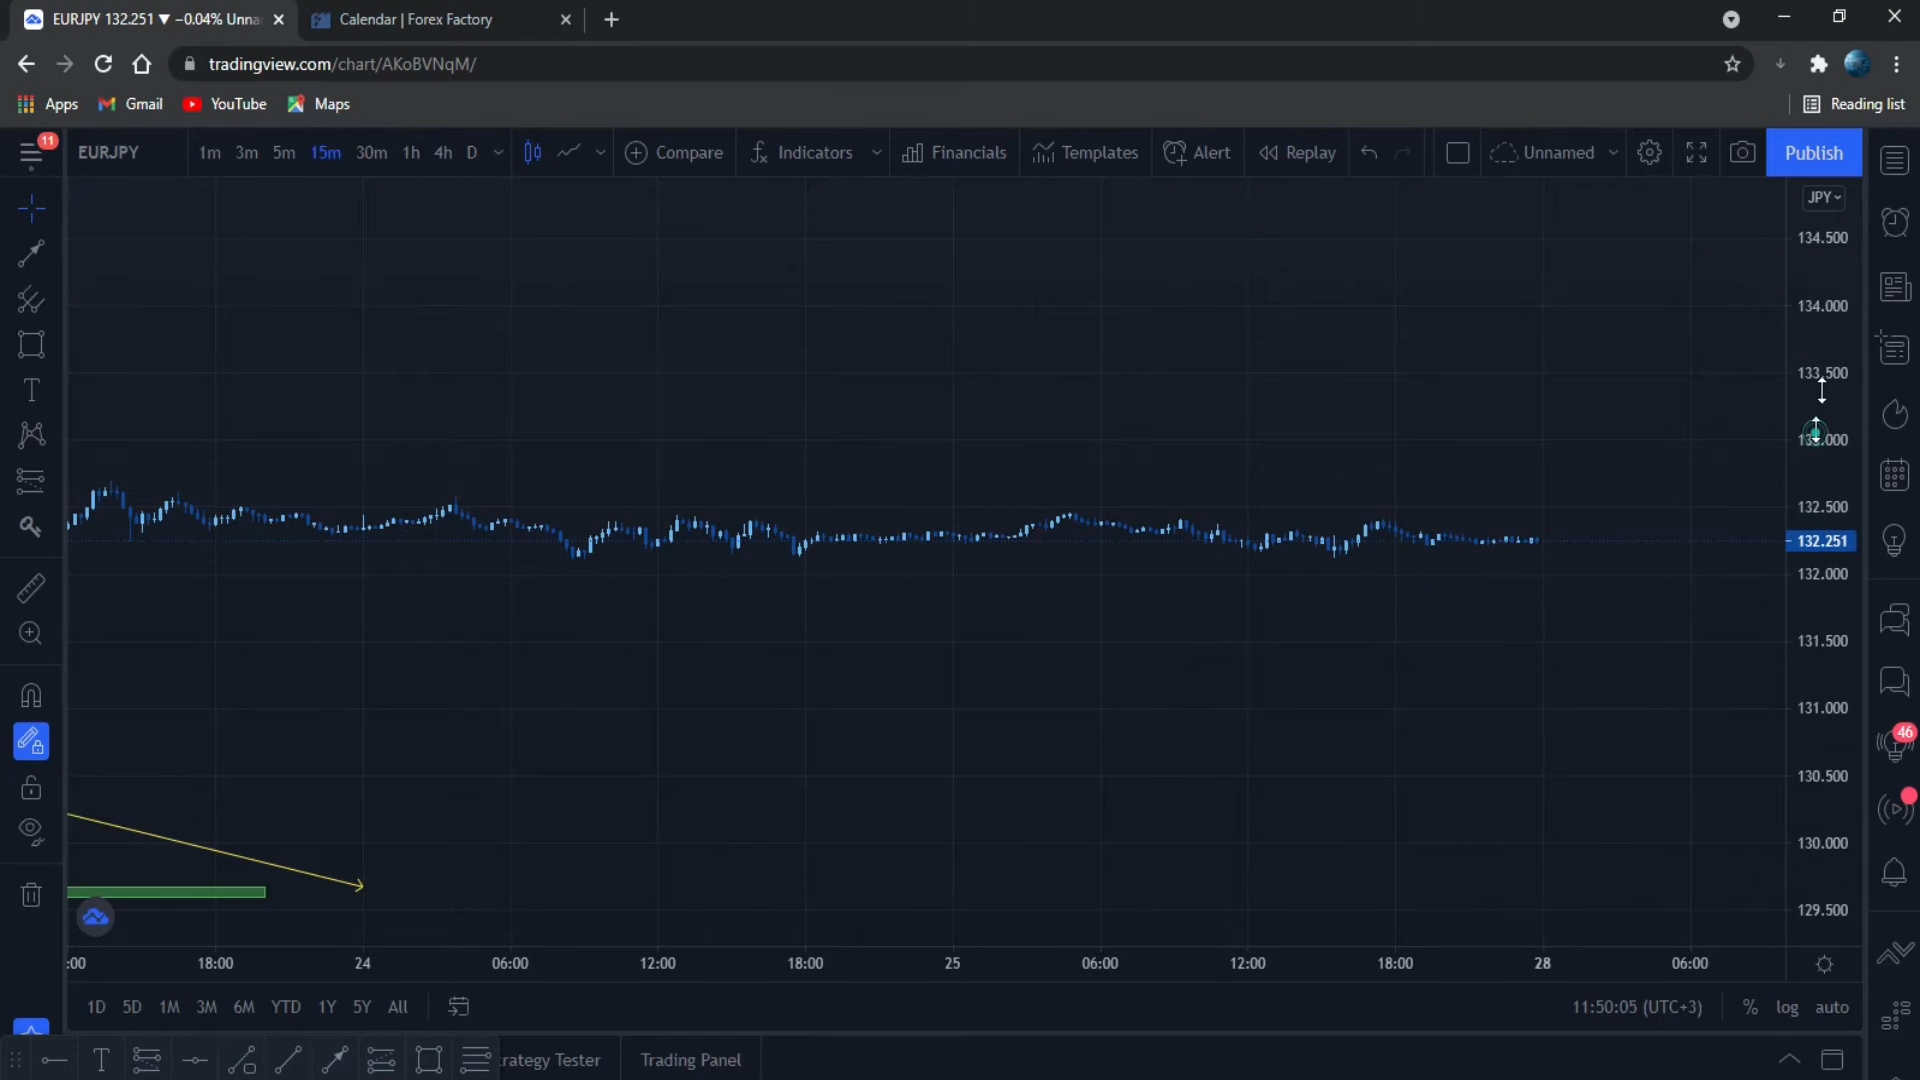 EURJPY 132.251 ▼ −0.04% Unna
Calendar | Forex Factory
tradingview.com/chart/AKoBVNqM/
Apps
Gmail
YouTube
Maps
Reading list
11
EURJPY
1m 3m 5m 15m 30m 1h 4h D
Compare
Indicators
Financials
Templates
Alert
Replay
Unnamed
Publish
JPY
134.500
134.000
133.500
132.500
132.251
132.000
131.500
131.000
130.500
130.000
129.500
46
:00 18:00 24 06:00 12:00 18:00 25 06:00 12:00 18:00 28 06:00
1D 5D 1M 3M 6M YTD 1Y 5Y All
11:50:05 (UTC+3) % log auto
trategy Tester
Trading Panel